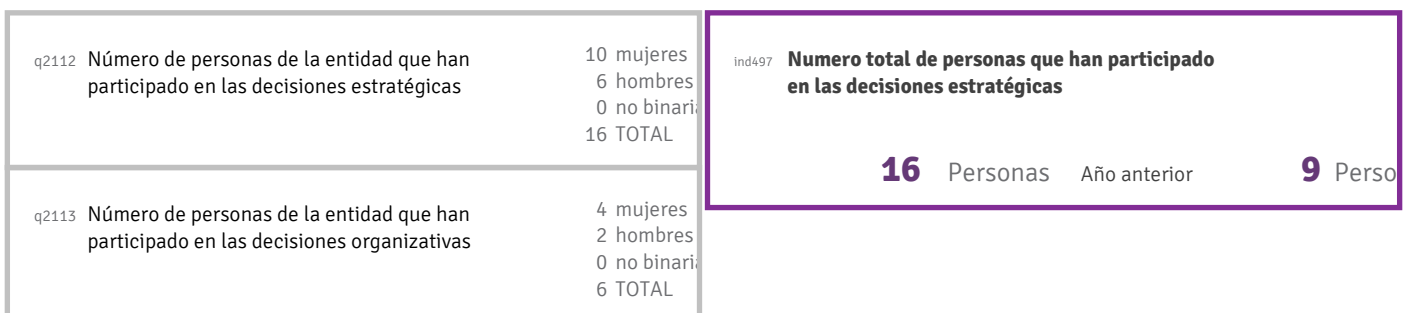 q2112 Número de personas de la entidad que han
participado en las decisiones estratégicas
10 mujeres
6 hombres
0
16 TOTAL
q2113 Número de personas de la entidad que han
participado en las decisiones organizativas
4 mujeres
2 hombres
0
6 TOTAL
ind497 Numero total de personas que han participado
en las decisiones estratégicas
16 Personas Año anterior 9